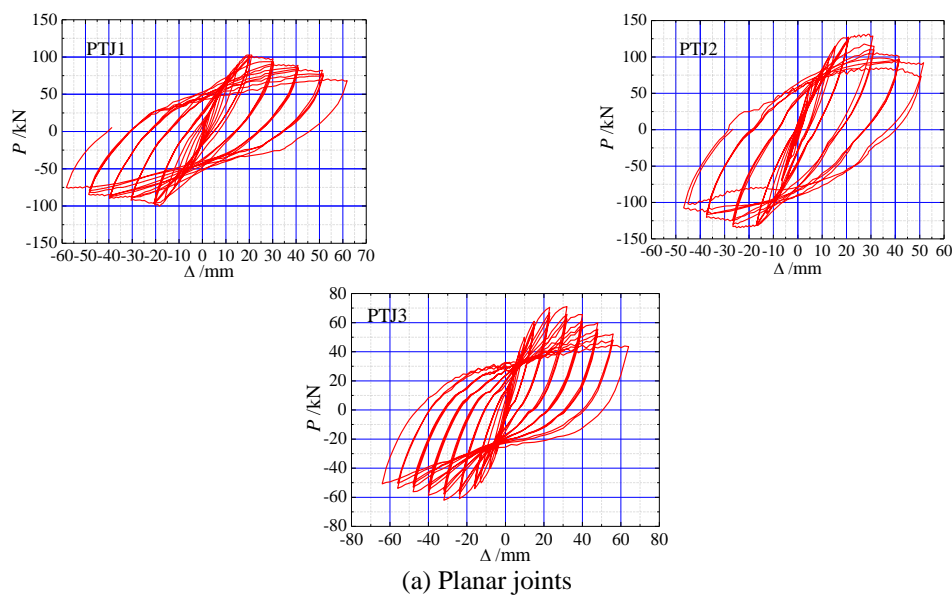 PTJ1
150
100
50
0
-50
-100
-150
P /kN
-60 -50 -40 -30 -20 -10 0 10 20 30 40 50 60 70
Δ /mm
PTJ2
150
100
50
0
-50
-100
-150
P /kN
-60 -50 -40 -30 -20 -10 0 10 20 30 40 50 60
Δ /mm
PTJ3
80
60
40
20
0
-20
-40
-60
-80
P /kN
-80 -60 -40 -20 0 20 40 60 80
Δ /mm
(a) Planar joints